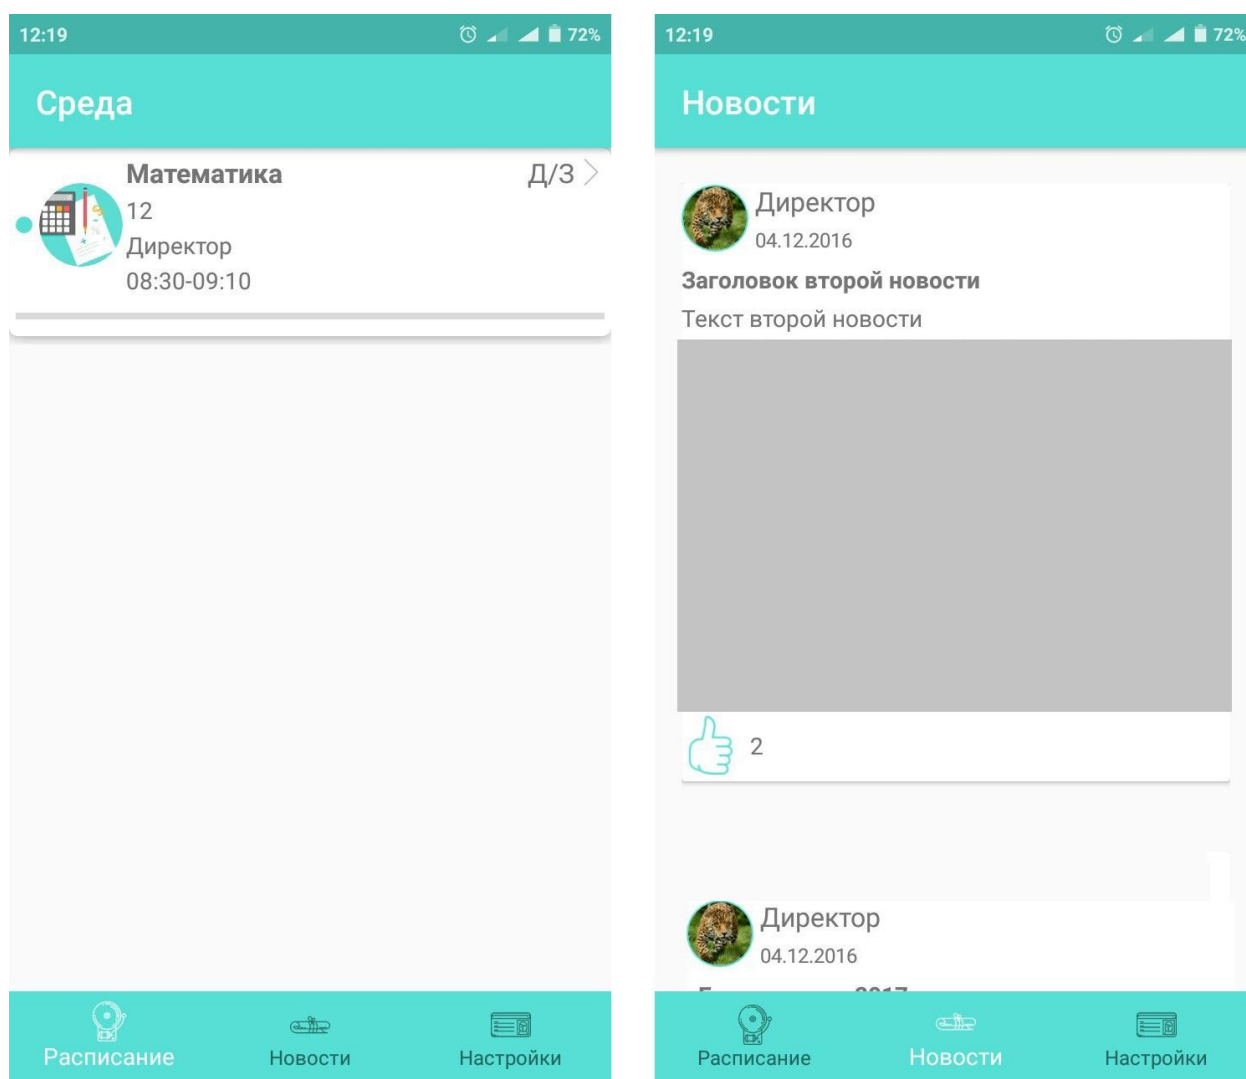 12:19
72%
Среда
Математика
Д/З
12
Директор
08:30-09:10
Расписание
Новости
Настройки
12:19
72%
Новости
Директор
04.12.2016
Заголовок второй новости
Текст второй новости
2
Директор
04.12.2016
2017
Расписание
Новости
Настройки